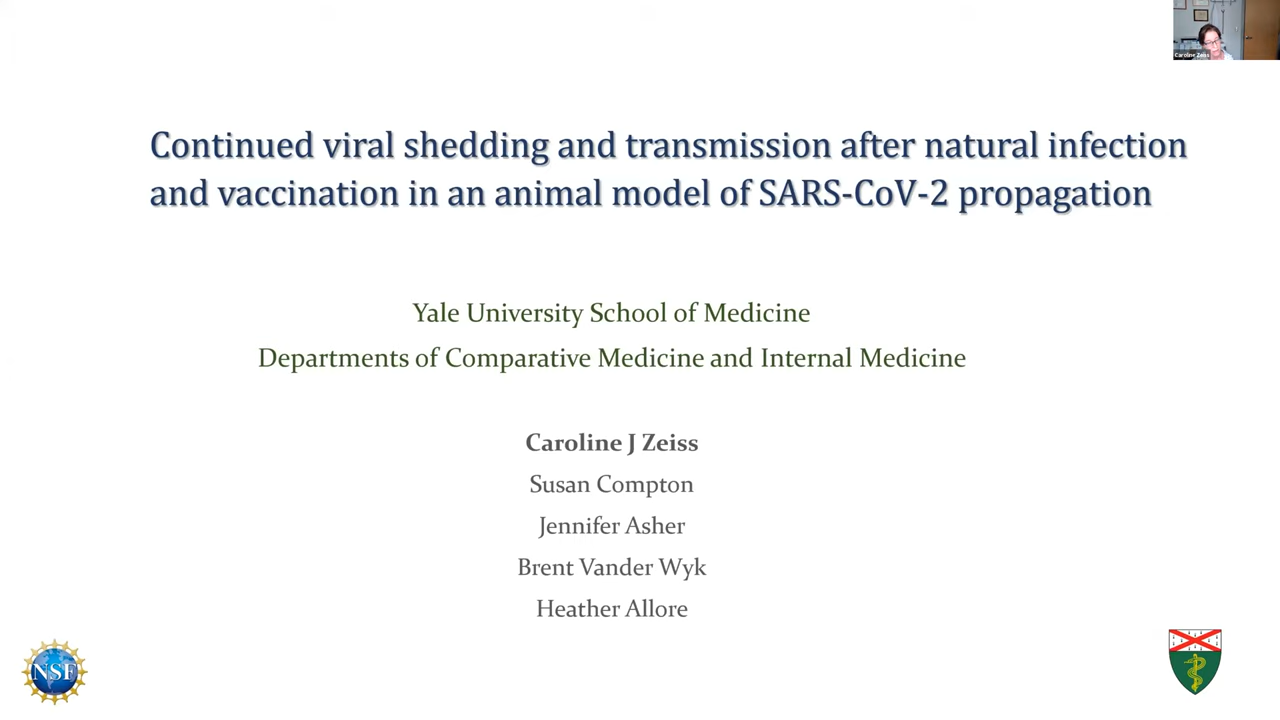 Caroline Zeiss
Continued viral shedding and transmission after natural infection
and vaccination in an animal model of SARS-CoV-2 propagation
Yale University School of Medicine
Departments of Comparative Medicine and Internal Medicine
Caroline J Zeiss
Susan Compton
Jennifer Asher
Brent Vander Wyk
Heather Allore
NSF